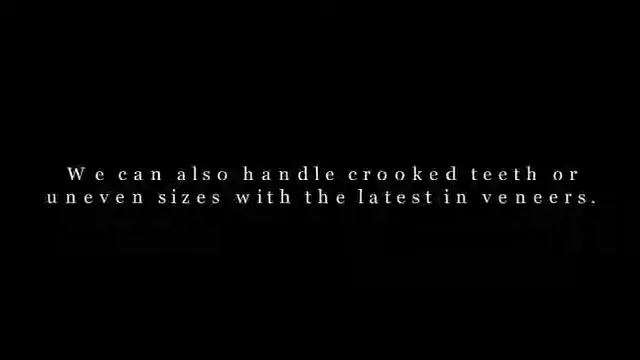 We can also handle crooked teeth or
uneven sizes with the latest in veneers.